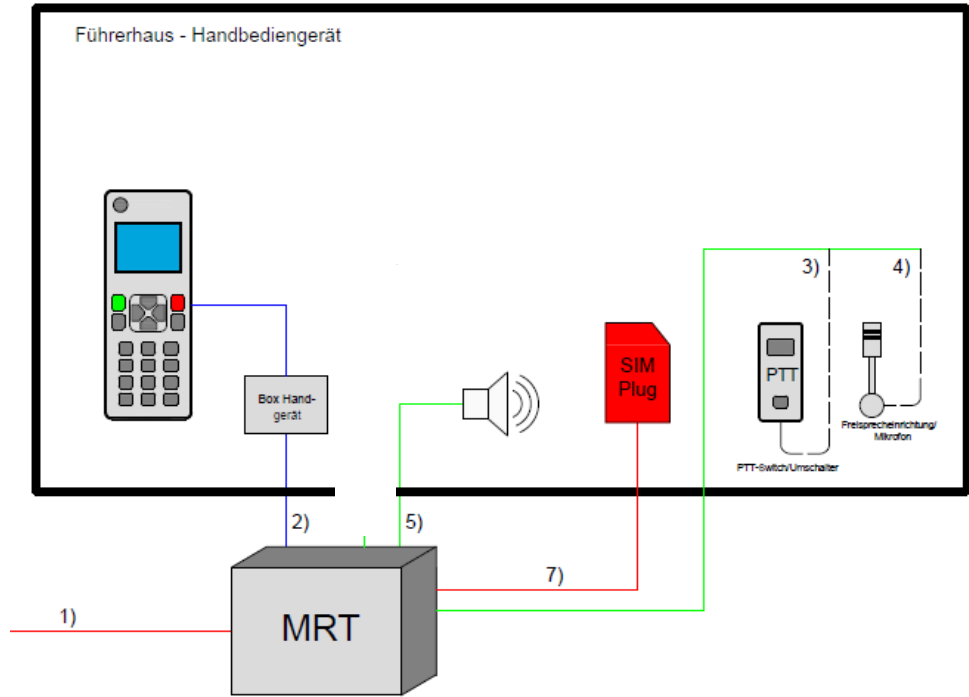 Führerhaus - Handbediengerät
3)
4)
SIM
Plug
PTT
Box Hand-
gerät
Freisprecheinrichtung/
Mikrofon
PTT-Switch/Umschalter
2)
5)
7)
1)
MRT